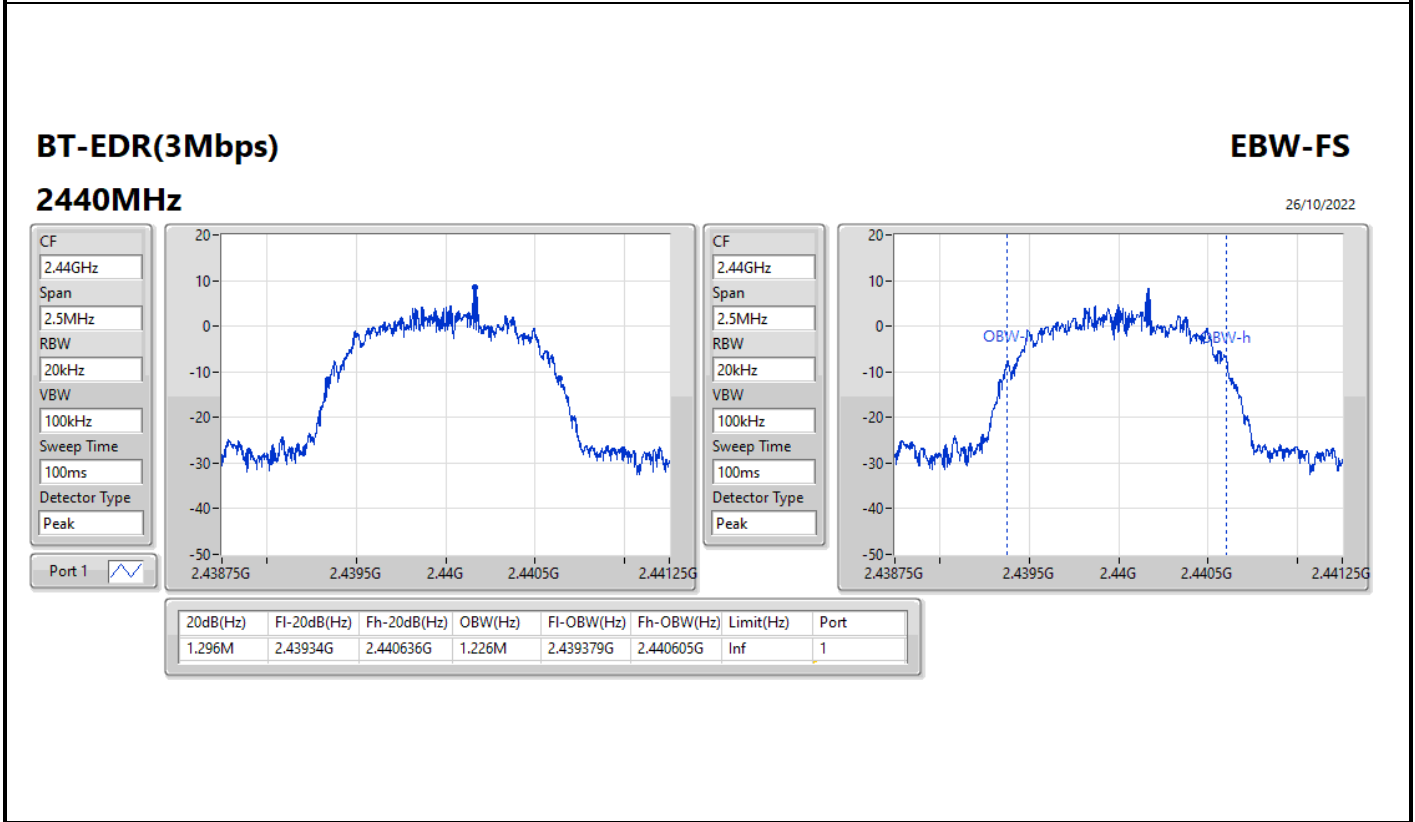 BT-EDR(3Mbps)
EBW-FS
2440MHz
26/10/2022
CF
2.44GHz
Span
2.5MHz
RBW
20kHz
VBW
100kHz
Sweep Time
100ms
Detector Type
Peak
Port 1
20
10
0
-10
-20
-30
-40
-50
2.43875G 2.4395G 2.44G 2.4405G 2.44125G
CF
2.44GHz
Span
2.5MHz
RBW
20kHz
VBW
100kHz
Sweep Time
100ms
Detector Type
Peak
20
10
0
-10
-20
-30
-40
-50
OBW-l OBW-h
2.43875G 2.4395G 2.44G 2.4405G 2.44125G
20dB(Hz) Fl-20dB(Hz) Fh-20dB(Hz) OBW(Hz) Fl-OBW(Hz) Fh-OBW(Hz) Limit(Hz) Port
1.296M 2.43934G 2.440636G 1.226M 2.439379G 2.440605G Inf 1